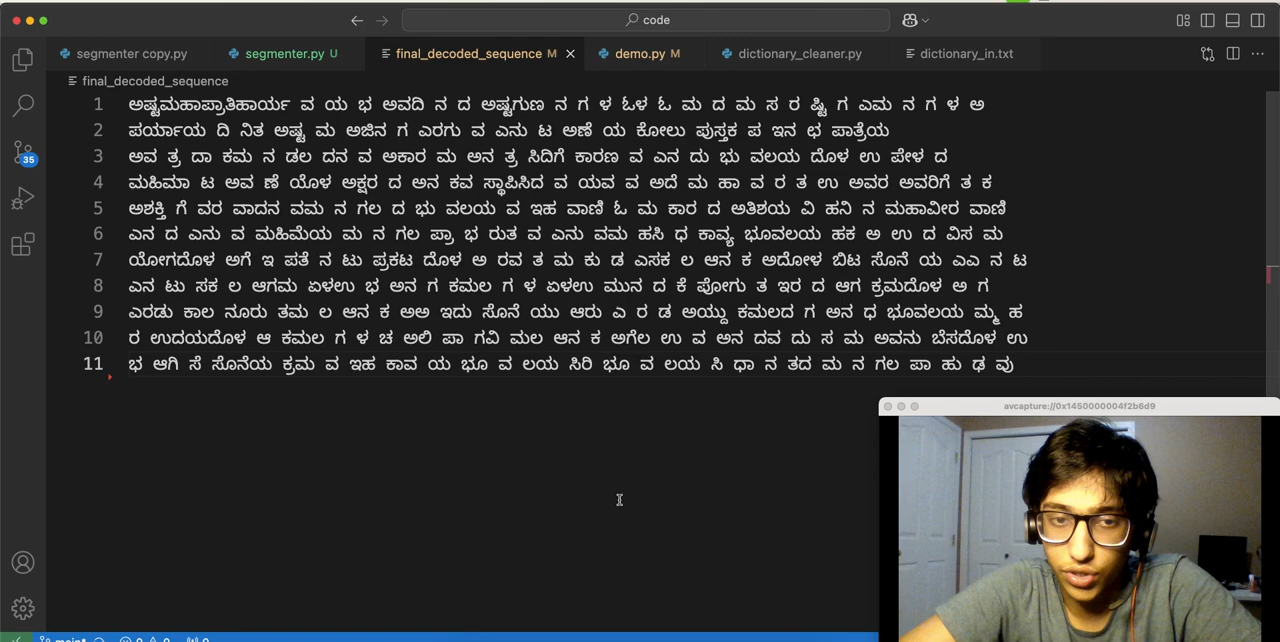 code
segmenter copy.py
segmenter.py U
final_decoded_sequence M
demo.py M
dictionary_cleaner.py
dictionary_in.txt
final_decoded_sequence
1 ಅಷ್ಟಮಹಾಪ್ರಾತಿಹಾರ್ಯ ವ ಯ ಭ ಅವದಿ ನ ದ ಅಷ್ಟಗುಣ ನ ಗ ಳ ಓಳ ಓ ಮ ದ ಮ ಸ ರ ಷ್ಟಿ ಗ ಎಮ ನ ಗ ಳ ಅ
2 ಪರ್ಯಾಯ ದಿ ನಿತ ಅಷ್ಟ ಮ ಅಜಿನ ಗ ಎರಗು ವ ಎನು ಟ ಅಣೆ ಯ ಕೋಲು ಪುಸ್ತಕ ಪ ಇನ ಛ ಪಾತ್ರೆಯ
3 ಅವ ತ್ರ ದಾ ಕಮ ನ ಡಲ ದನ ವ ಅಕಾರ ಮ ಅನ ತ್ರ ಸಿದಿಗೆ ಕಾರಣ ವ ಎನ ದು ಭು ವಲಯ ದೊಳ ಉ ಪೇಳ ದ
4 ಮಹಿಮಾ ಟ ಅವ ಣೆ ಯೊಳ ಅಕ್ಷರ ದ ಅನ ಕವ ಸ್ಥಾಪಿಸಿದ ವ ಯವ ವ ಅದೆ ಮ ಹಾ ವ ರ ತ ಉ ಅವರ ಅವರಿಗೆ ತ ಕ
5 ಅಶಕ್ತಿ ಗೆ ವರ ವಾದನ ವಮ ನ ಗಲ ದ ಭು ವಲಯ ವ ಇಹ ವಾಣಿ ಓ ಮ ಕಾರ ದ ಅತಿಶಯ ವಿ ಹನಿ ನ ಮಹಾವೀರ ವಾಣಿ
6 ಎನ ದ ಎನು ವ ಮಹಿಮೆಯ ಮ ನ ಗಲ ಪ್ರಾ ಭ ರುತ ವ ಎನು ವಮ ಹಸಿ ಧ ಕಾವ್ಯ ಭೂವಲಯ ಹಕ ಅ ಉ ದ ವಿಸ ಮ
7 ಯೋಗದೊಳ ಅಗೆ ಇ ಪತೆ ನ ಟು ಪ್ರಕಟ ದೊಳ ಅ ರವ ತ ಮ ಕು ಡ ಎಸಕ ಲ ಆನ ಕ ಅದೋಳ ಬಿಟ ಸೊನೆ ಯ ಎಎ ನ ಟ
8 ಎನ ಟು ಸಕ ಲ ಆಗಮ ಏಳಉ ಭ ಅನ ಗ ಕಮಲ ಗ ಳ ಏಳಉ ಮುನ ದ ಕೆ ಪೋಗು ತ ಇರ ದ ಆಗ ಕ್ರಮದೊಳ ಅ ಗ
9 ಎರಡು ಕಾಲ ನೂರು ತಮ ಲ ಆನ ಕ ಅಅ ಇದು ಸೊನೆ ಯು ಆರು ಎ ರ ಡ ಅಯ್ದು ಕಮಲದ ಗ ಅನ ಧ ಭೂವಲಯ ಮ್ಮ ಹ
10 ರ ಉದಯದೊಳ ಆ ಕಮಲ ಗ ಳ ಚ ಅಲಿ ಪಾ ಗವಿ ಮಲ ಆನ ಕ ಅಗೆಲ ಉ ವ ಅನ ದವ ದು ಸ ಮ ಅವನು ಬೆಸದೊಳ ಉ
11 ಭ ಆಗಿ ಸೆ ಸೊನೆಯ ಕ್ರಮ ವ ಇಹ ಕಾವ ಯ ಭೂ ವ ಲಯ ಸಿರಿ ಭೂ ವ ಲಯ ಸಿ ಧಾ ನ ತದ ಮ ನ ಗಲ ಪಾ ಹು ಢ ವು
35
avcapture://0x1450000004f2b6d9